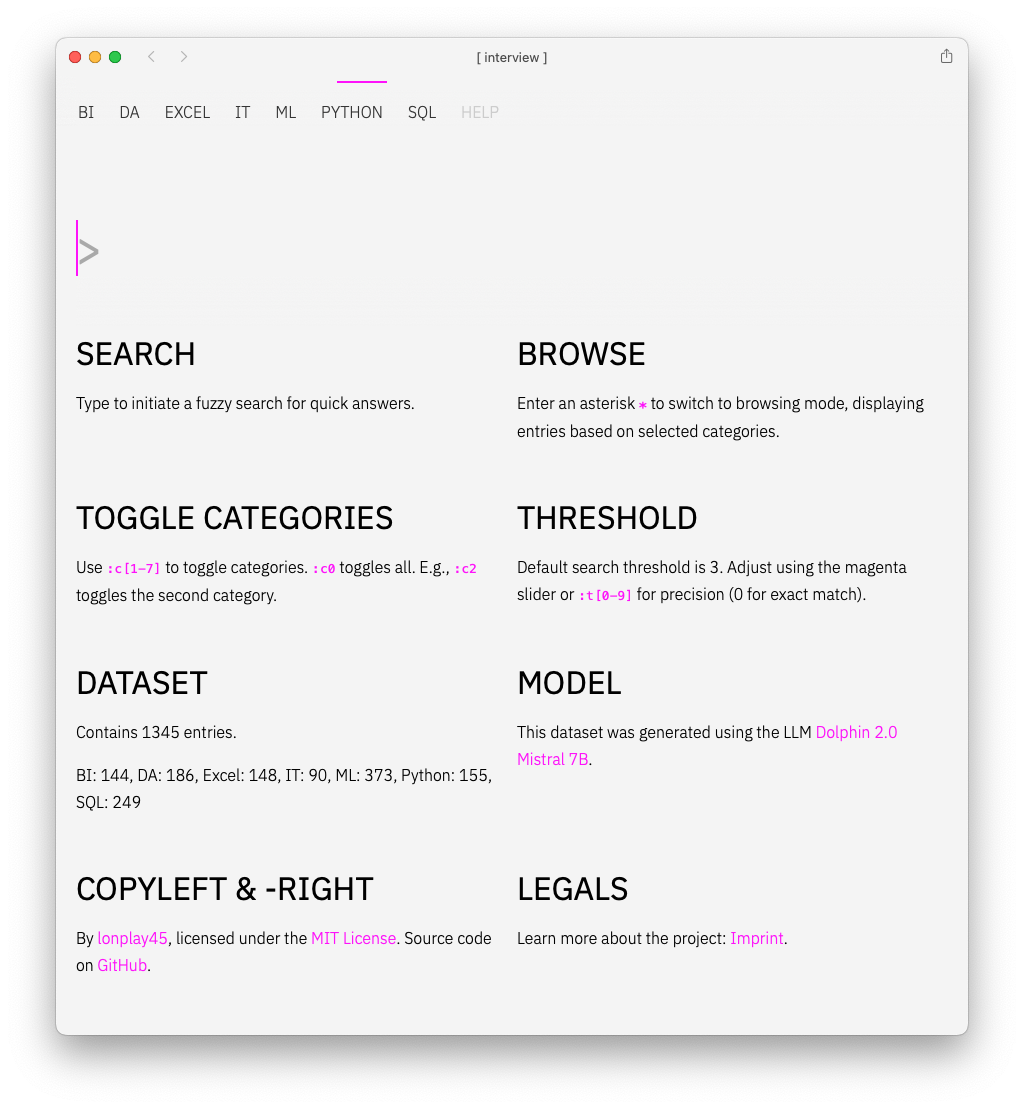 [ interview ]
BI DA EXCEL IT ML PYTHON SQL HELP
>
SEARCH
Type to initiate a fuzzy search for quick answers.
BROWSE
Enter an asterisk * to switch to browsing mode, displaying
entries based on selected categories.
TOGGLE CATEGORIES
Use :c[1–7] to toggle categories. :c0 toggles all. E.g., :c2
toggles the second category.
THRESHOLD
Default search threshold is 3. Adjust using the magenta
slider or :t[0–9] for precision (0 for exact match).
DATASET
Contains 1345 entries.
BI: 144, DA: 186, Excel: 148, IT: 90, ML: 373, Python: 155,
SQL: 249
MODEL
This dataset was generated using the LLM Dolphin 2.0
Mistral 7B.
COPYLEFT & -RIGHT
By lonplay45, licensed under the MIT License. Source code
on GitHub.
LEGALS
Learn more about the project: Imprint.